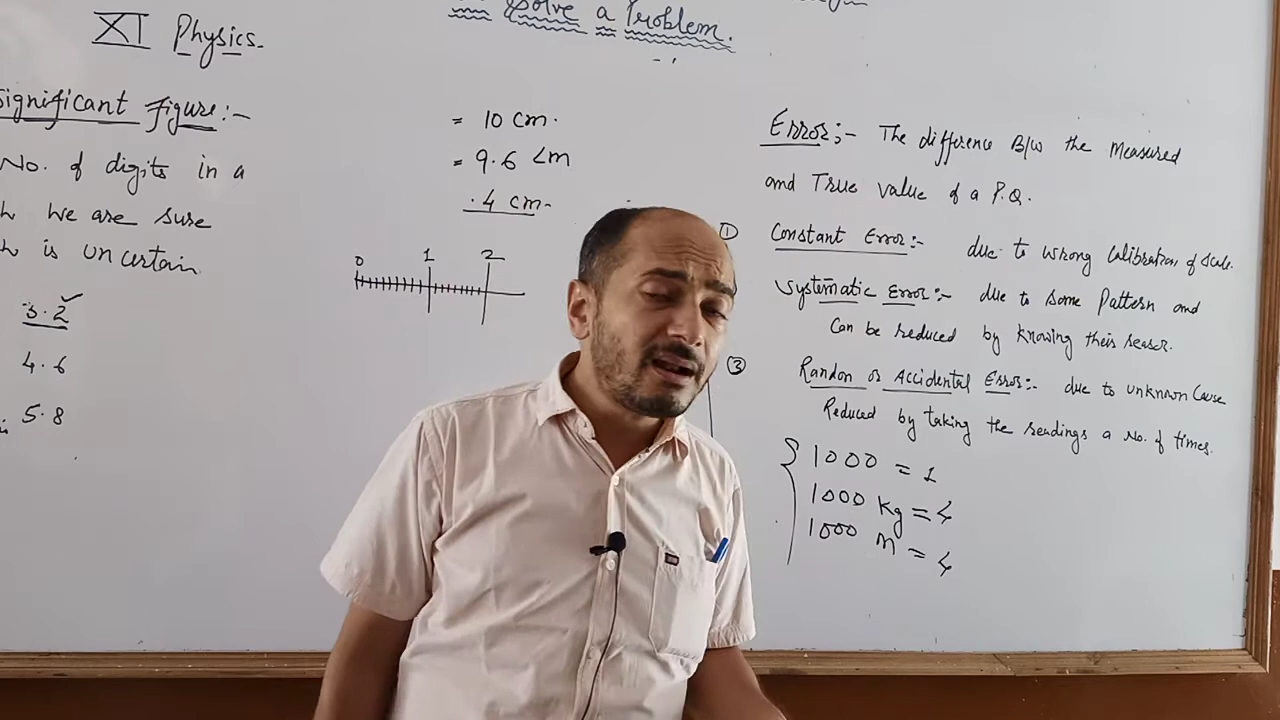 Solve a Problem.
XI Physics.
Significant figure:-
No. of digits in a
we are sure
is uncertain
3.2
4.6
5.8
= 10 cm.
= 9.6 cm
.4 cm-
0 1 2
Error:- The difference B/w the Measured
and True value of a P.Q.
① Constant Error:- due to wrong Calibration of scale.
Systematic Error:- due to some Pattern and
Can be reduced by knowing their reason.
③ Randon or Accidental Error:- due to unknown Cause
Reduced by taking the readings a No. of times.
1000 = 1
1000 kg = 4
1000 m = 4